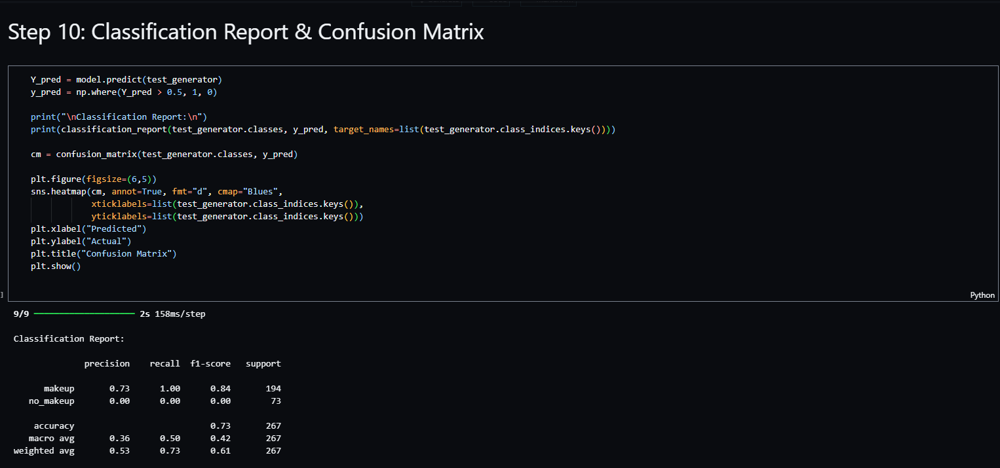 Step 10: Classification Report & Confusion Matrix
Y_pred = model.predict(test_generator)
y_pred = np.where(Y_pred > 0.5, 1, 0)
print("\nClassification Report:\n")
print(classification_report(test_generator.classes, y_pred, target_names=list(test_generator.class_indices.keys())))
cm = confusion_matrix(test_generator.classes, y_pred)
plt.figure(figsize=(6,5))
sns.heatmap(cm, annot=True, fmt="d", cmap="Blues",
xticklabels=list(test_generator.class_indices.keys()),
yticklabels=list(test_generator.class_indices.keys()))
plt.xlabel("Predicted")
plt.ylabel("Actual")
plt.title("Confusion Matrix")
plt.show()
]
Python
9/9 2s 158ms/step
Classification Report:
precision recall f1-score support
makeup 0.73 1.00 0.84 194
no_makeup 0.00 0.00 0.00 73
accuracy 0.73 267
macro avg 0.36 0.50 0.42 267
weighted avg 0.53 0.73 0.61 267